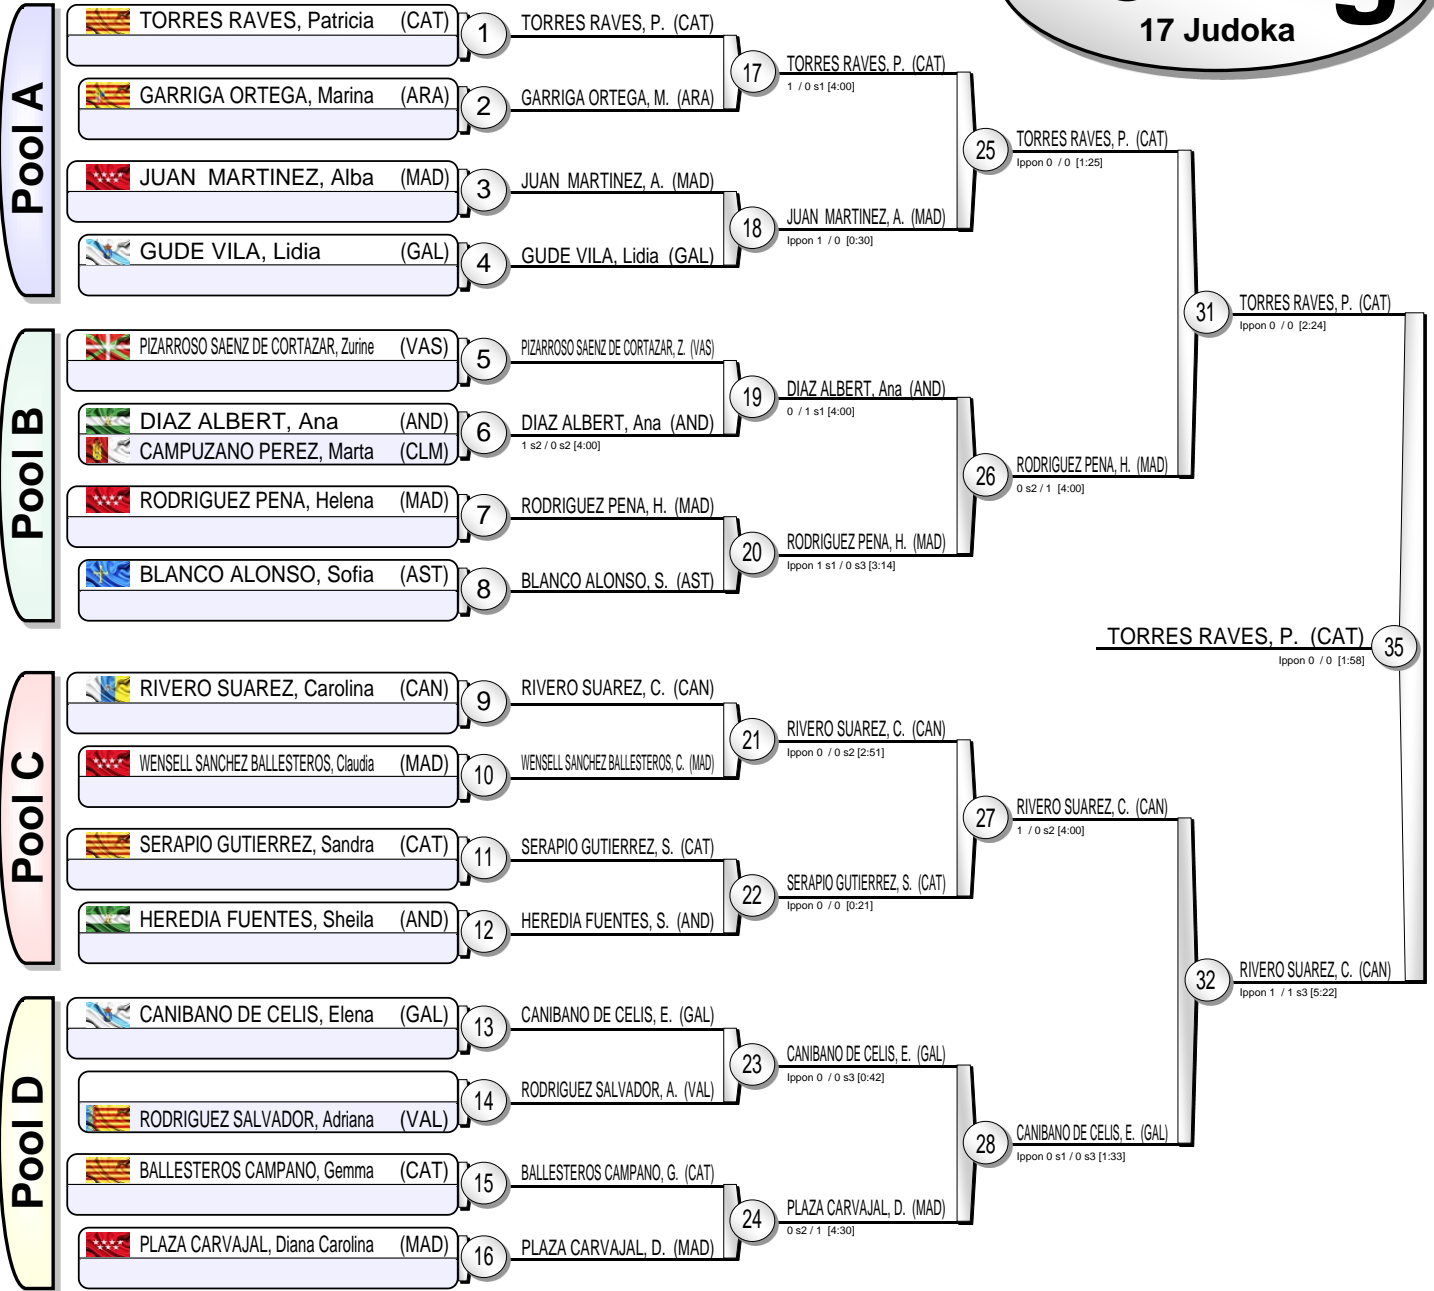 17 Judoka
Pool A
TORRES RAVES, Patricia (CAT)
1
GARRIGA ORTEGA, Marina (ARA)
2
JUAN MARTINEZ, Alba (MAD)
3
GUDE VILA, Lidia (GAL)
4
Pool B
PIZARROSO SAENZ DE CORTAZAR, Zurine (VAS)
5
DIAZ ALBERT, Ana (AND)
CAMPUZANO PEREZ, Marta (CLM)
6
RODRIGUEZ PENA, Helena (MAD)
7
BLANCO ALONSO, Sofia (AST)
8
Pool C
RIVERO SUAREZ, Carolina (CAN)
9
WENSELL SANCHEZ BALLESTEROS, Claudia (MAD)
10
SERAPIO GUTIERREZ, Sandra (CAT)
11
HEREDIA FUENTES, Sheila (AND)
12
Pool D
CANIBANO DE CELIS, Elena (GAL)
13
RODRIGUEZ SALVADOR, Adriana (VAL)
14
BALLESTEROS CAMPANO, Gemma (CAT)
15
PLAZA CARVAJAL, Diana Carolina (MAD)
16
TORRES RAVES, P. (CAT)
GARRIGA ORTEGA, M. (ARA)
17
JUAN MARTINEZ, A. (MAD)
GUDE VILA, Lidia (GAL)
18
PIZARROSO SAENZ DE CORTAZAR, Z. (VAS)
DIAZ ALBERT, Ana (AND)
1 s2 / 0 s2 [4:00]
19
RODRIGUEZ PENA, H. (MAD)
BLANCO ALONSO, S. (AST)
20
RIVERO SUAREZ, C. (CAN)
WENSELL SANCHEZ BALLESTEROS, C. (MAD)
21
SERAPIO GUTIERREZ, S. (CAT)
HEREDIA FUENTES, S. (AND)
22
CANIBANO DE CELIS, E. (GAL)
RODRIGUEZ SALVADOR, A. (VAL)
23
BALLESTEROS CAMPANO, G. (CAT)
PLAZA CARVAJAL, D. (MAD)
24
TORRES RAVES, P. (CAT)
1 / 0 s1 [4:00]
JUAN MARTINEZ, A. (MAD)
Ippon 1 / 0 [0:30]
25
DIAZ ALBERT, Ana (AND)
0 / 1 s1 [4:00]
RODRIGUEZ PENA, H. (MAD)
Ippon 1 s1 / 0 s3 [3:14]
26
RIVERO SUAREZ, C. (CAN)
Ippon 0 / 0 s2 [2:51]
SERAPIO GUTIERREZ, S. (CAT)
Ippon 0 / 0 [0:21]
27
CANIBANO DE CELIS, E. (GAL)
Ippon 0 / 0 s3 [0:42]
PLAZA CARVAJAL, D. (MAD)
0 s2 / 1 [4:30]
28
TORRES RAVES, P. (CAT)
Ippon 0 / 0 [1:25]
RODRIGUEZ PENA, H. (MAD)
0 s2 / 1 [4:00]
31
RIVERO SUAREZ, C. (CAN)
1 / 0 s2 [4:00]
CANIBANO DE CELIS, E. (GAL)
Ippon 0 s1 / 0 s3 [1:33]
32
TORRES RAVES, P. (CAT)
Ippon 0 / 0 [2:24]
RIVERO SUAREZ, C. (CAN)
Ippon 1 / 1 s3 [5:22]
TORRES RAVES, P. (CAT)
Ippon 0 / 0 [1:58]
35